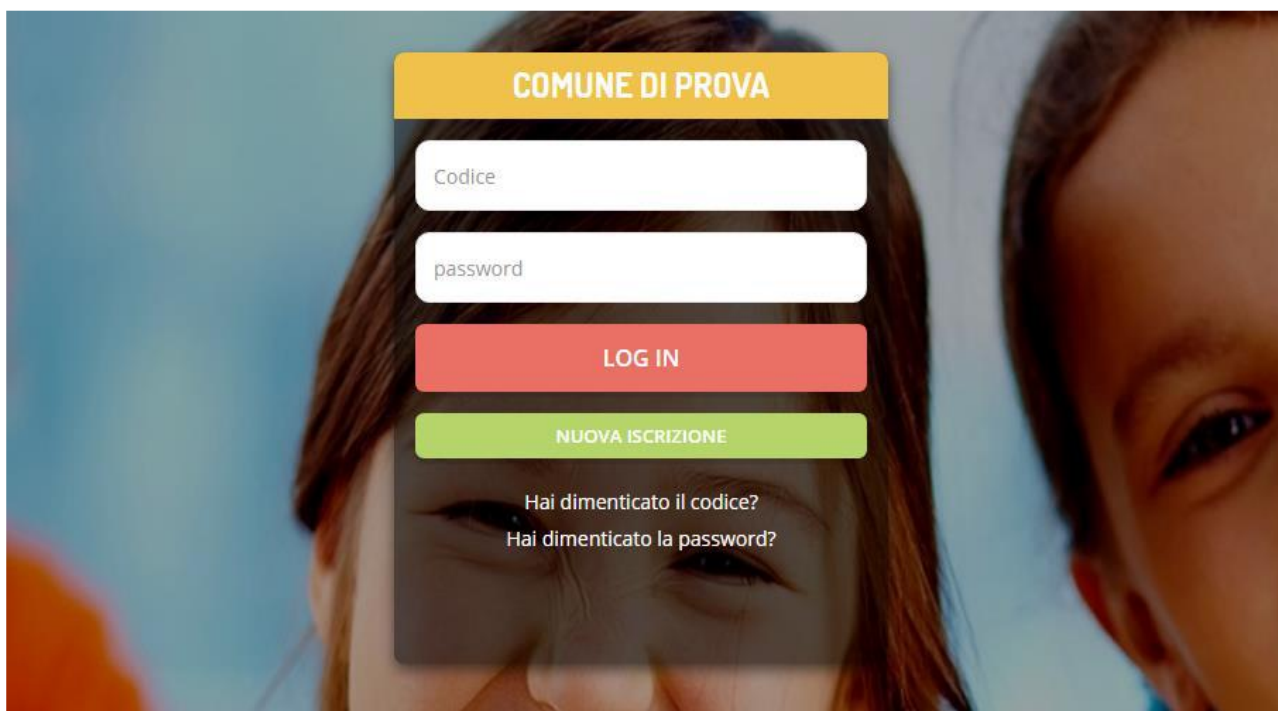 COMUNE DI PROVA
Codice
password
LOG IN
NUOVA ISCRIZIONE
Hai dimenticato il codice?
Hai dimenticato la password?